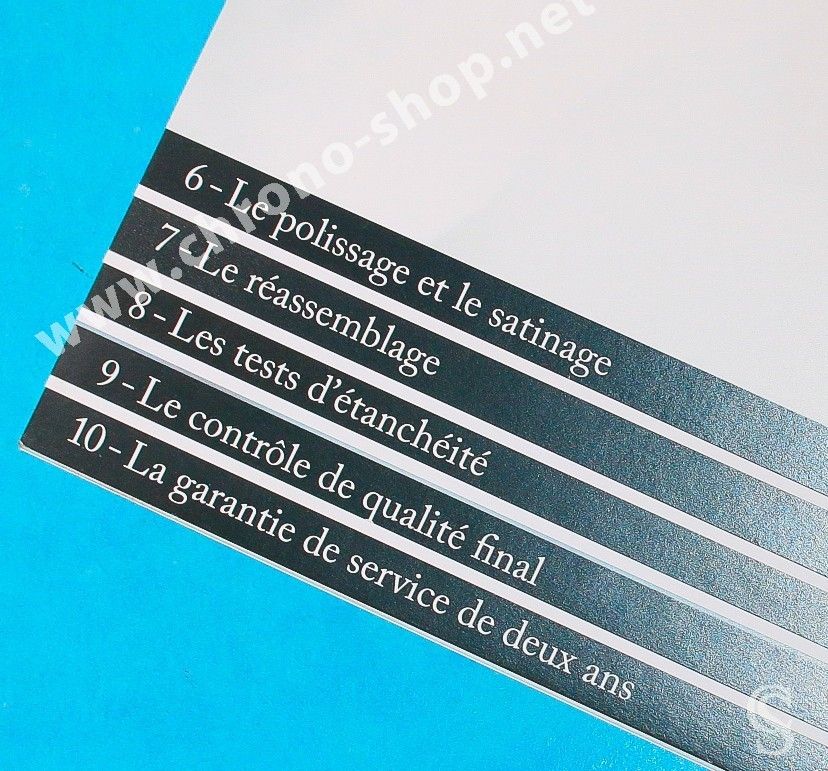 www.chrono-shop.net
6 - Le polissage et le satinage
7 - Le réassemblage
8 - Les tests d'étanchéité
9 - Le contrôle de qualité final
10 - La garantie de service de deux ans